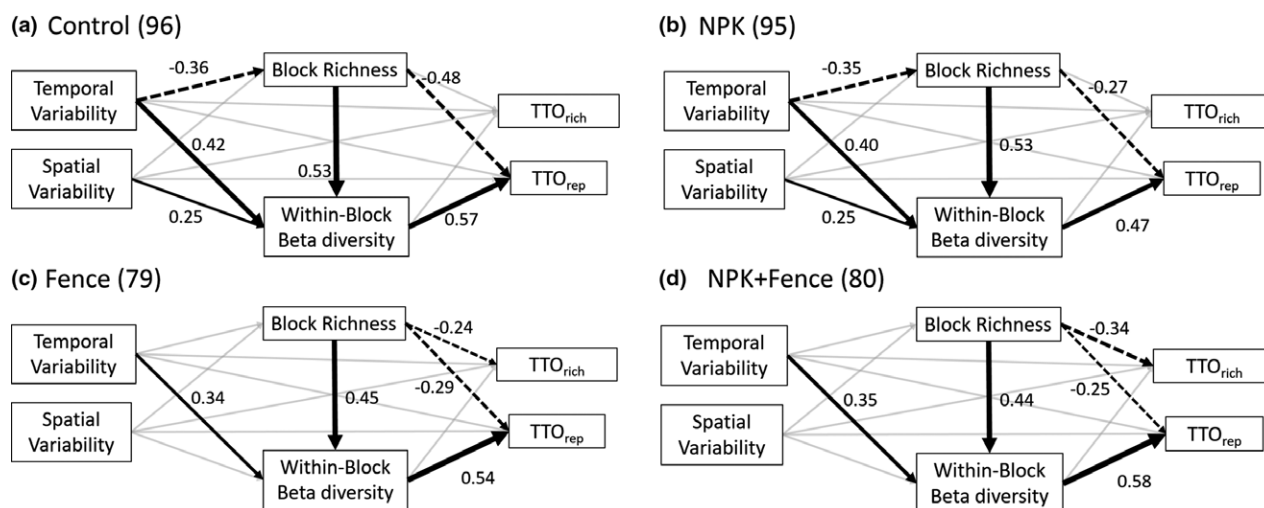 (a) Control (96)
Temporal
Variability
Spatial
Variability
Block Richness
Within-Block
Beta diversity
TTOrich
TTOrep
-0.36
-0.48
0.42
0.53
0.25
0.57
(b) NPK (95)
Temporal
Variability
Spatial
Variability
Block Richness
Within-Block
Beta diversity
TTOrich
TTOrep
-0.35
-0.27
0.40
0.53
0.25
0.47
(c) Fence (79)
Temporal
Variability
Spatial
Variability
Block Richness
Within-Block
Beta diversity
TTOrich
TTOrep
-0.24
-0.29
0.34
0.45
0.54
(d) NPK+Fence (80)
Temporal
Variability
Spatial
Variability
Block Richness
Within-Block
Beta diversity
TTOrich
TTOrep
-0.34
-0.25
0.35
0.44
0.58